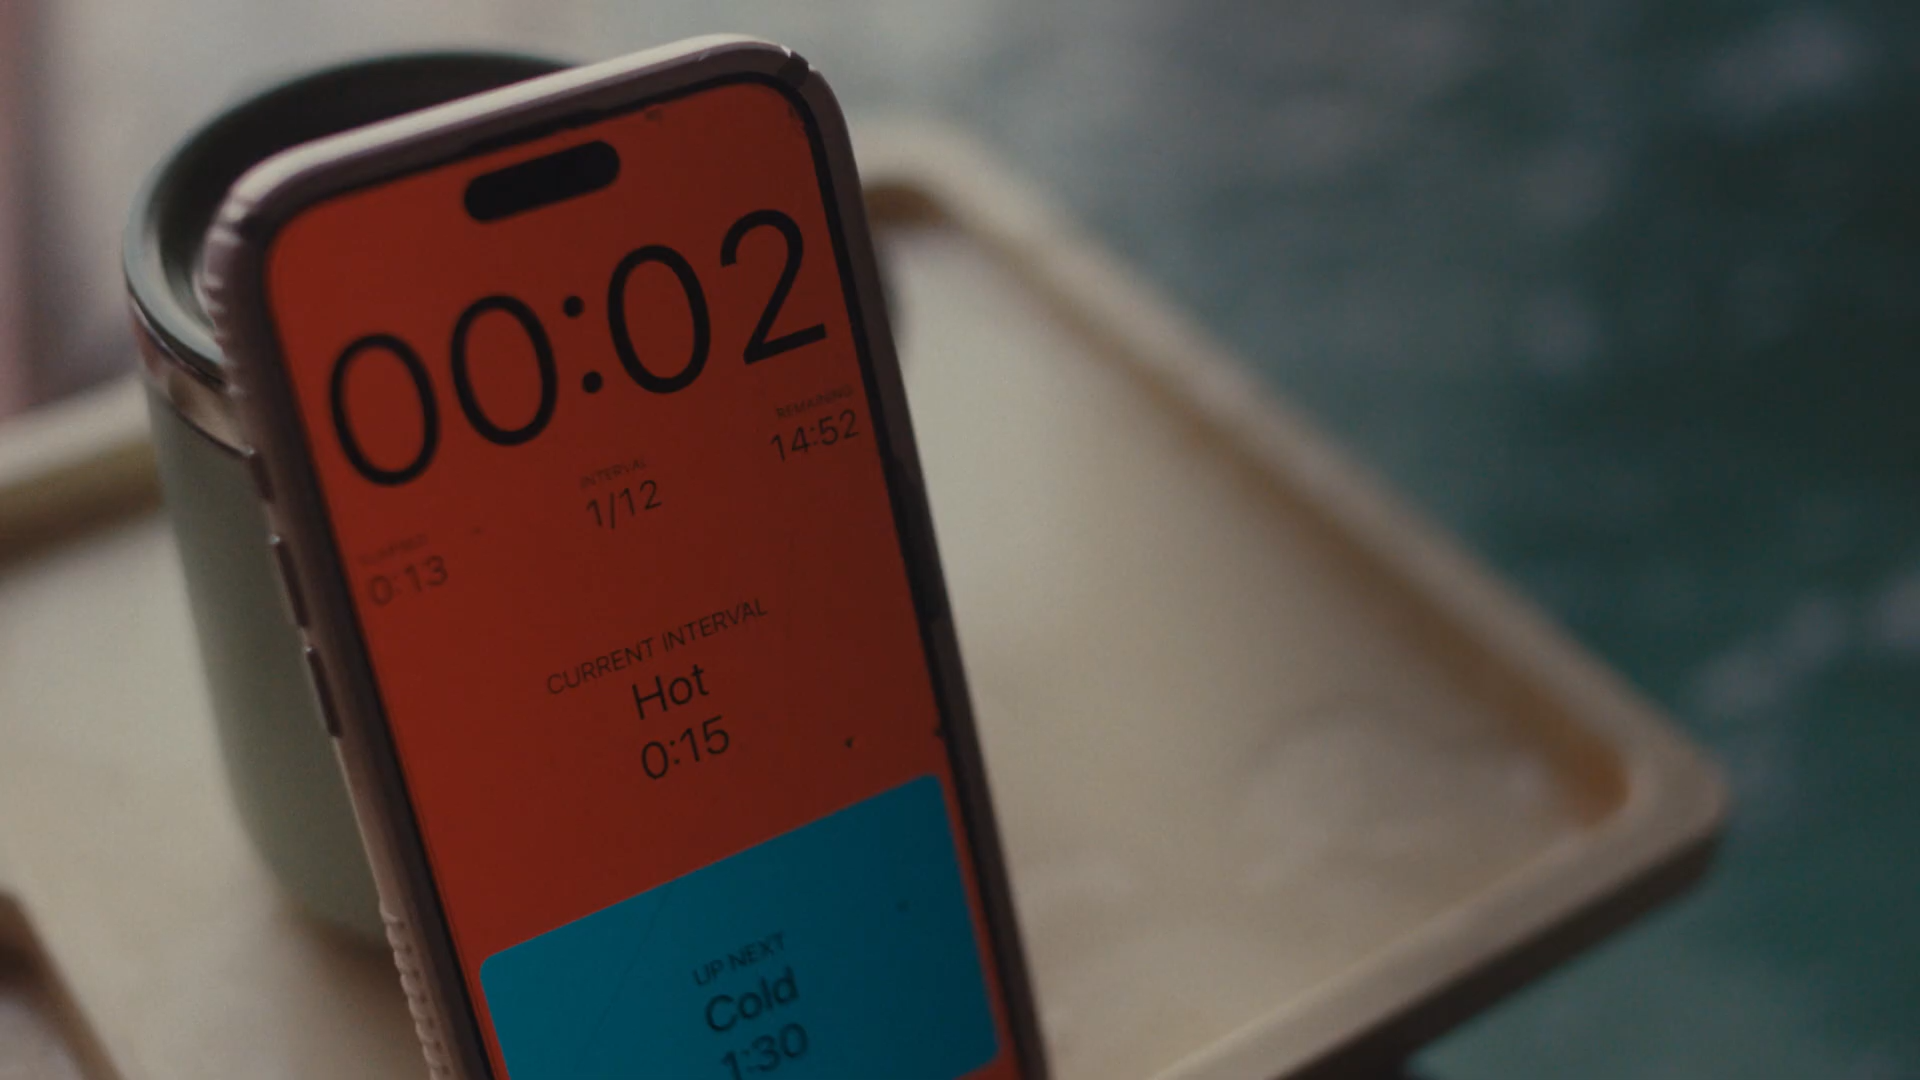 00:02
REMAINING
14:52
INTERVAL
1/12
ELAPSED
0:13
CURRENT INTERVAL
Hot
0:15
UP NEXT
Cold
1:30